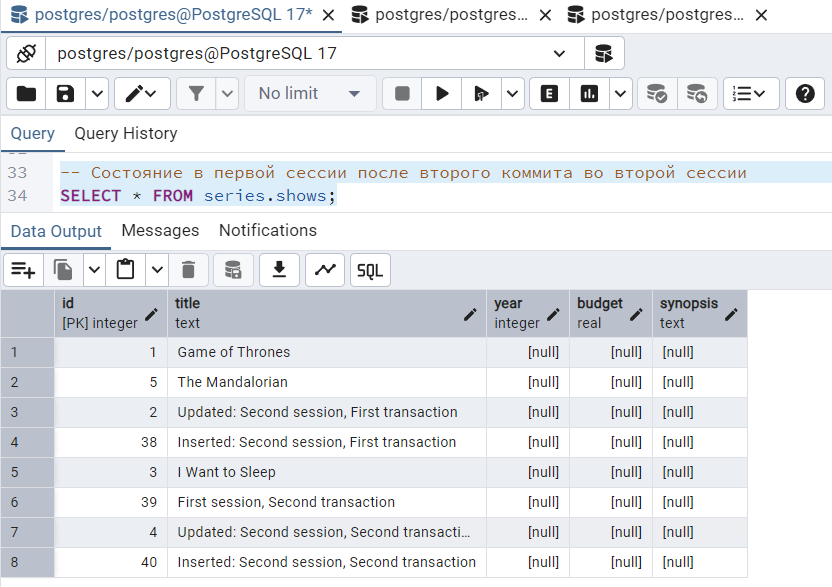 postgres/postgres@PostgreSQL 17*
postgres/postgres...
postgres/postgres...
postgres/postgres@PostgreSQL 17
No limit
E
Query
Query History
33 -- Состояние в первой сессии после второго коммита во второй сессии
34 SELECT * FROM series.shows;
Data Output
Messages
Notifications
SQL
id title year budget synopsis
[PK] integer text integer real text
1 1 Game of Thrones [null] [null] [null]
2 5 The Mandalorian [null] [null] [null]
3 2 Updated: Second session, First transaction [null] [null] [null]
4 38 Inserted: Second session, First transaction [null] [null] [null]
5 3 I Want to Sleep [null] [null] [null]
6 39 First session, Second transaction [null] [null] [null]
7 4 Updated: Second session, Second transacti... [null] [null] [null]
8 40 Inserted: Second session, Second transaction [null] [null] [null]